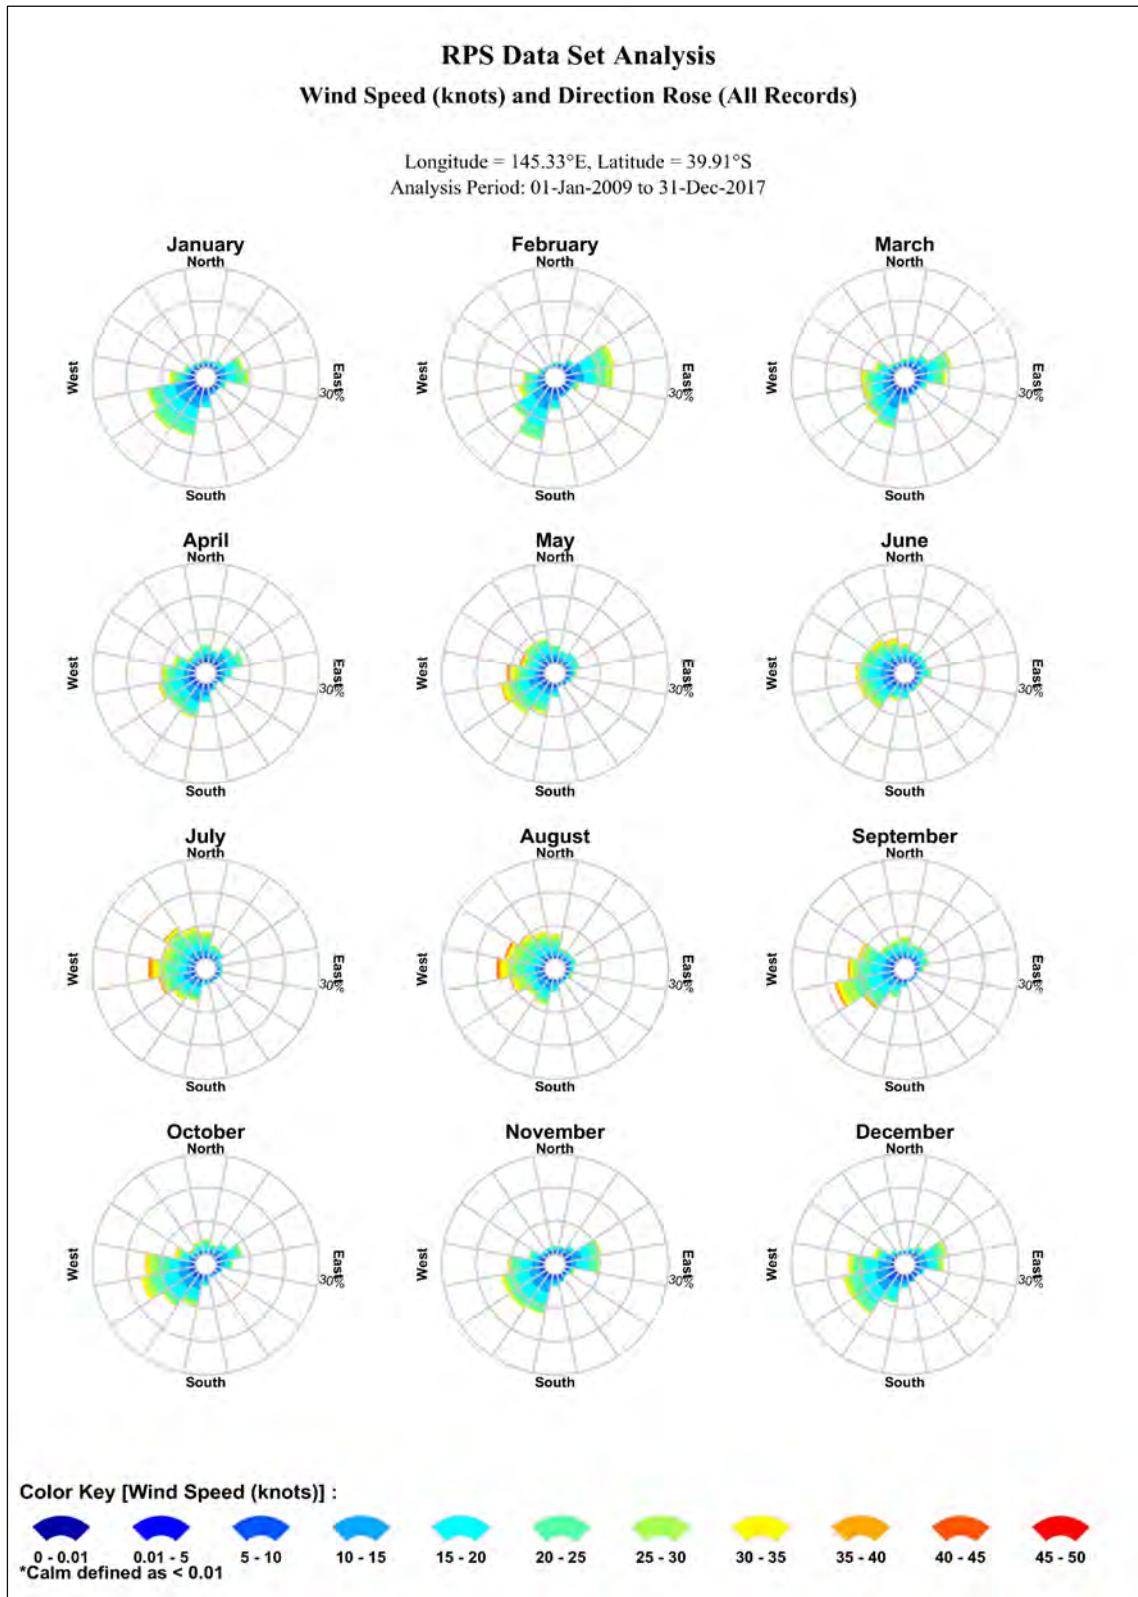 RPS Data Set Analysis
Wind Speed (knots) and Direction Rose (All Records)
Longitude = 145.33°E, Latitude = 39.91°S
Analysis Period: 01-Jan-2009 to 31-Dec-2017
January
North
West
East
30%
South
February
North
West
East
30%
South
March
North
West
East
30%
South
April
North
West
East
30%
South
May
North
West
East
30%
South
June
North
West
East
30%
South
July
North
West
East
30%
South
August
North
West
East
30%
South
September
North
West
East
30%
South
October
North
West
East
30%
South
November
North
West
East
30%
South
December
North
West
East
30%
South
Color Key [Wind Speed (knots)] :
0 - 0.01 0.01 - 5 5 - 10 10 - 15 15 - 20 20 - 25 25 - 30 30 - 35 35 - 40 40 - 45 45 - 50
*Calm defined as < 0.01